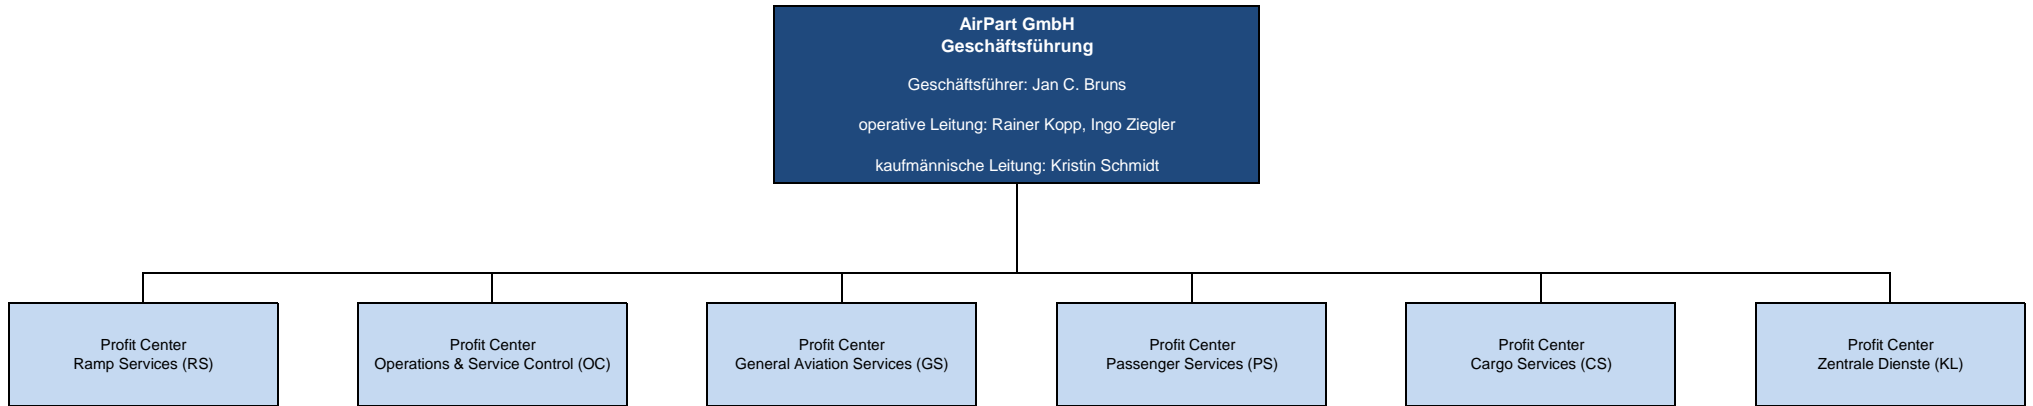 AirPart GmbH
Geschäftsführung
Geschäftsführer: Jan C. Bruns
operative Leitung: Rainer Kopp, Ingo Ziegler
kaufmännische Leitung: Kristin Schmidt
Profit Center
Ramp Services (RS)
Profit Center
Operations & Service Control (OC)
Profit Center
General Aviation Services (GS)
Profit Center
Passenger Services (PS)
Profit Center
Cargo Services (CS)
Profit Center
Zentrale Dienste (KL)